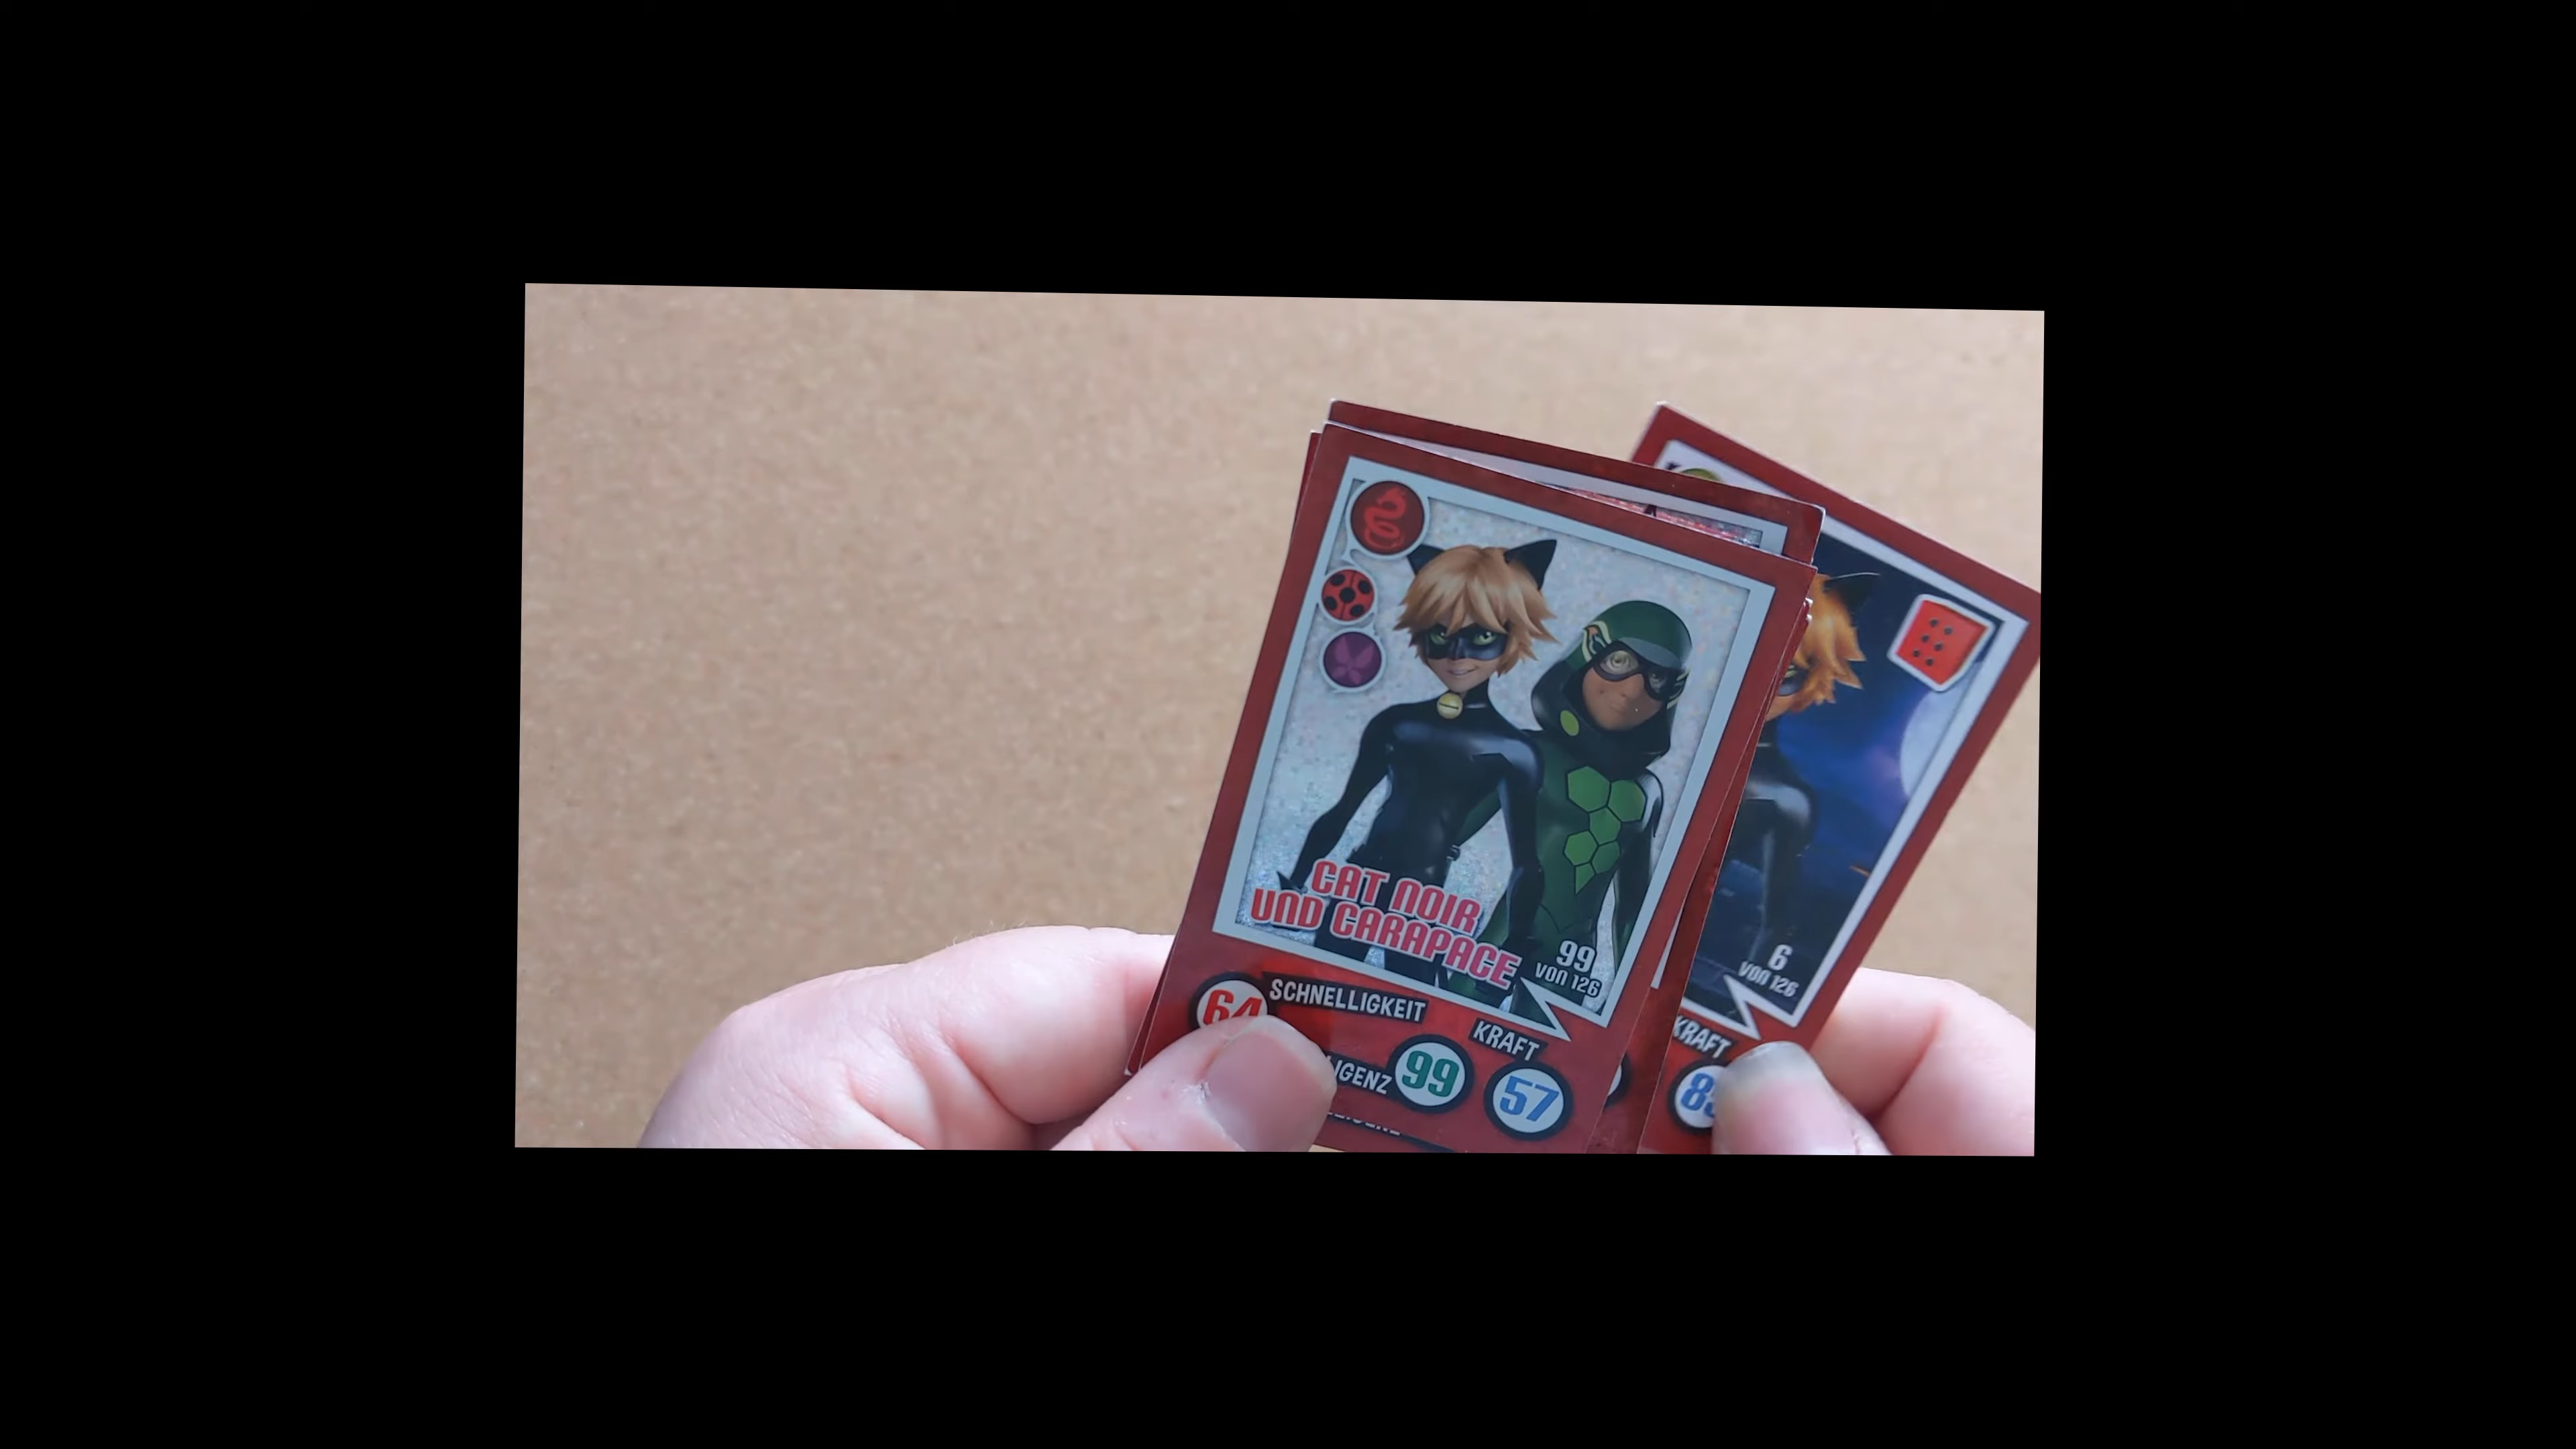 CAT NOIR
UND CARAPACE
99
VON 126
64
SCHNELLIGKEIT
KRAFT
99
57
6
VON 126
KRAFT